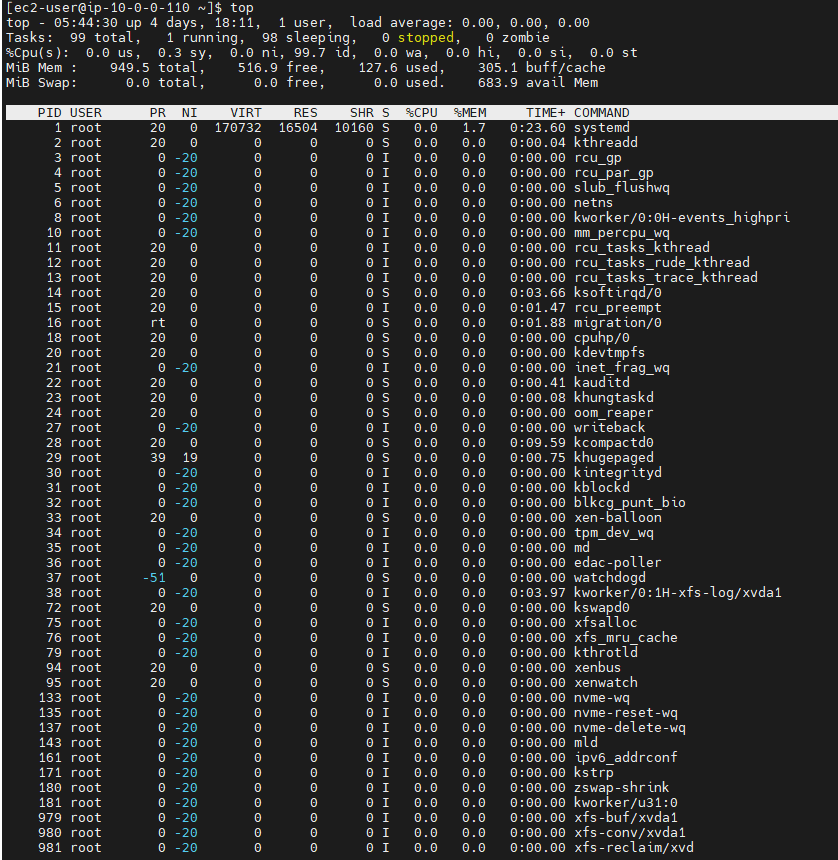 [ec2-user@ip-10-0-0-110 ~]$ top
top - 05:44:30 up 4 days, 18:11,  1 user,  load average: 0.00, 0.00, 0.00
Tasks:  99 total,   1 running,  98 sleeping,   0 stopped,   0 zombie
%Cpu(s):  0.0 us,  0.3 sy,  0.0 ni, 99.7 id,  0.0 wa,  0.0 hi,  0.0 si,  0.0 st
MiB Mem :    949.5 total,    516.9 free,    127.6 used,    305.1 buff/cache
MiB Swap:      0.0 total,      0.0 free,      0.0 used.    683.9 avail Mem
PID USER      PR  NI    VIRT    RES    SHR S  %CPU  %MEM     TIME+ COMMAND
1 root      20   0  170732  16504  10160 S   0.0   1.7   0:23.60 systemd
2 root      20   0       0      0      0 S   0.0   0.0   0:00.04 kthreadd
3 root       0 -20       0      0      0 I   0.0   0.0   0:00.00 rcu_gp
4 root       0 -20       0      0      0 I   0.0   0.0   0:00.00 rcu_par_gp
5 root       0 -20       0      0      0 I   0.0   0.0   0:00.00 slub_flushwq
6 root       0 -20       0      0      0 I   0.0   0.0   0:00.00 netns
8 root       0 -20       0      0      0 I   0.0   0.0   0:00.00 kworker/0:0H-events_highpri
10 root       0 -20       0      0      0 I   0.0   0.0   0:00.00 mm_percpu_wq
11 root      20   0       0      0      0 I   0.0   0.0   0:00.00 rcu_tasks_kthread
12 root      20   0       0      0      0 I   0.0   0.0   0:00.00 rcu_tasks_rude_kthread
13 root      20   0       0      0      0 I   0.0   0.0   0:00.00 rcu_tasks_trace_kthread
14 root      20   0       0      0      0 S   0.0   0.0   0:03.66 ksoftirqd/0
15 root      20   0       0      0      0 I   0.0   0.0   0:01.47 rcu_preempt
16 root      rt   0       0      0      0 S   0.0   0.0   0:01.88 migration/0
18 root      20   0       0      0      0 S   0.0   0.0   0:00.00 cpuhp/0
20 root      20   0       0      0      0 S   0.0   0.0   0:00.00 kdevtmpfs
21 root       0 -20       0      0      0 I   0.0   0.0   0:00.00 inet_frag_wq
22 root      20   0       0      0      0 S   0.0   0.0   0:00.41 kauditd
23 root      20   0       0      0      0 S   0.0   0.0   0:00.08 khungtaskd
24 root      20   0       0      0      0 S   0.0   0.0   0:00.00 oom_reaper
27 root       0 -20       0      0      0 I   0.0   0.0   0:00.00 writeback
28 root      20   0       0      0      0 S   0.0   0.0   0:09.59 kcompactd0
29 root      39  19       0      0      0 S   0.0   0.0   0:00.75 khugepaged
30 root       0 -20       0      0      0 I   0.0   0.0   0:00.00 kintegrityd
31 root       0 -20       0      0      0 I   0.0   0.0   0:00.00 kblockd
32 root       0 -20       0      0      0 I   0.0   0.0   0:00.00 blkcg_punt_bio
33 root      20   0       0      0      0 S   0.0   0.0   0:00.00 xen-balloon
34 root       0 -20       0      0      0 I   0.0   0.0   0:00.00 tpm_dev_wq
35 root       0 -20       0      0      0 I   0.0   0.0   0:00.00 md
36 root       0 -20       0      0      0 I   0.0   0.0   0:00.00 edac-poller
37 root     -51   0       0      0      0 S   0.0   0.0   0:00.00 watchdogd
38 root       0 -20       0      0      0 I   0.0   0.0   0:03.97 kworker/0:1H-xfs-log/xvda1
72 root      20   0       0      0      0 S   0.0   0.0   0:00.00 kswapd0
75 root       0 -20       0      0      0 I   0.0   0.0   0:00.00 xfsalloc
76 root       0 -20       0      0      0 I   0.0   0.0   0:00.00 xfs_mru_cache
79 root       0 -20       0      0      0 I   0.0   0.0   0:00.00 kthrotld
94 root      20   0       0      0      0 S   0.0   0.0   0:00.00 xenbus
95 root      20   0       0      0      0 S   0.0   0.0   0:00.00 xenwatch
133 root       0 -20       0      0      0 I   0.0   0.0   0:00.00 nvme-wq
135 root       0 -20       0      0      0 I   0.0   0.0   0:00.00 nvme-reset-wq
137 root       0 -20       0      0      0 I   0.0   0.0   0:00.00 nvme-delete-wq
143 root       0 -20       0      0      0 I   0.0   0.0   0:00.00 mld
161 root       0 -20       0      0      0 I   0.0   0.0   0:00.00 ipv6_addrconf
171 root       0 -20       0      0      0 I   0.0   0.0   0:00.00 kstrp
180 root       0 -20       0      0      0 I   0.0   0.0   0:00.00 zswap-shrink
181 root       0 -20       0      0      0 I   0.0   0.0   0:00.00 kworker/u31:0
979 root       0 -20       0      0      0 I   0.0   0.0   0:00.00 xfs-buf/xvda1
980 root       0 -20       0      0      0 I   0.0   0.0   0:00.00 xfs-conv/xvda1
981 root       0 -20       0      0      0 I   0.0   0.0   0:00.00 xfs-reclaim/xvd